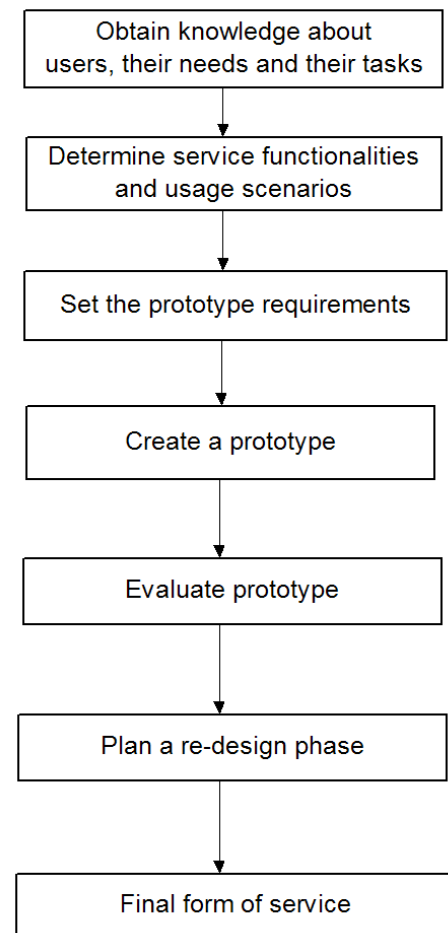 Obtain knowledge about
users, their needs and their tasks
Determine service functionalities
and usage scenarios
Set the prototype requirements
Create a prototype
Evaluate prototype
Plan a re-design phase
Final form of service